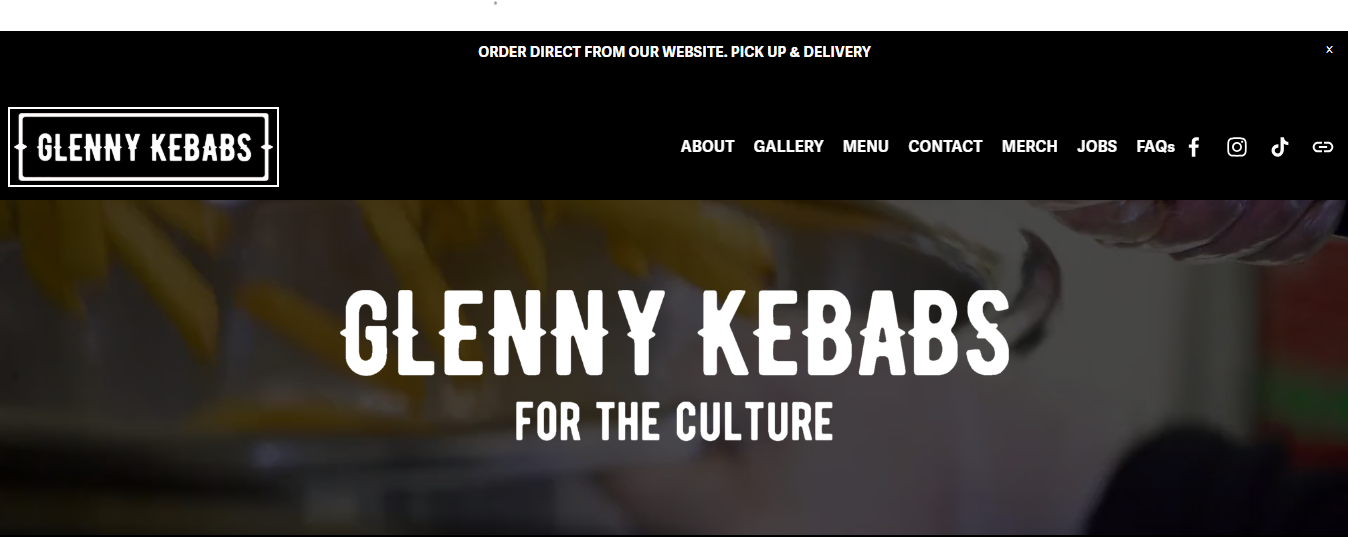 ORDER DIRECT FROM OUR WEBSITE. PICK UP & DELIVERY
x
GLENNY KEBABS
ABOUT GALLERY MENU CONTACT MERCH JOBS FAQs
GLENNY KEBABS
FOR THE CULTURE